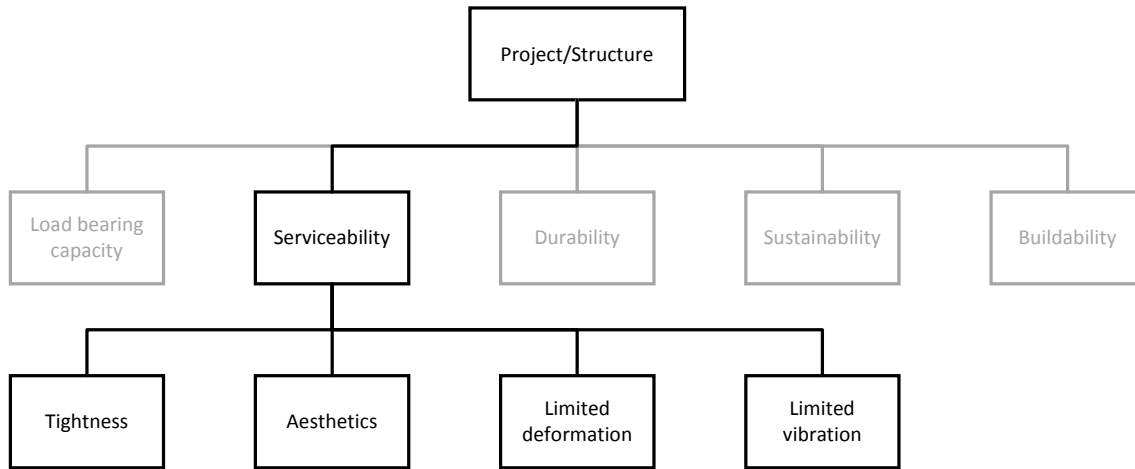 Project/Structure
Load bearing
capacity
Serviceability
Durability
Sustainability
Buildability
Tightness
Aesthetics
Limited
deformation
Limited
vibration